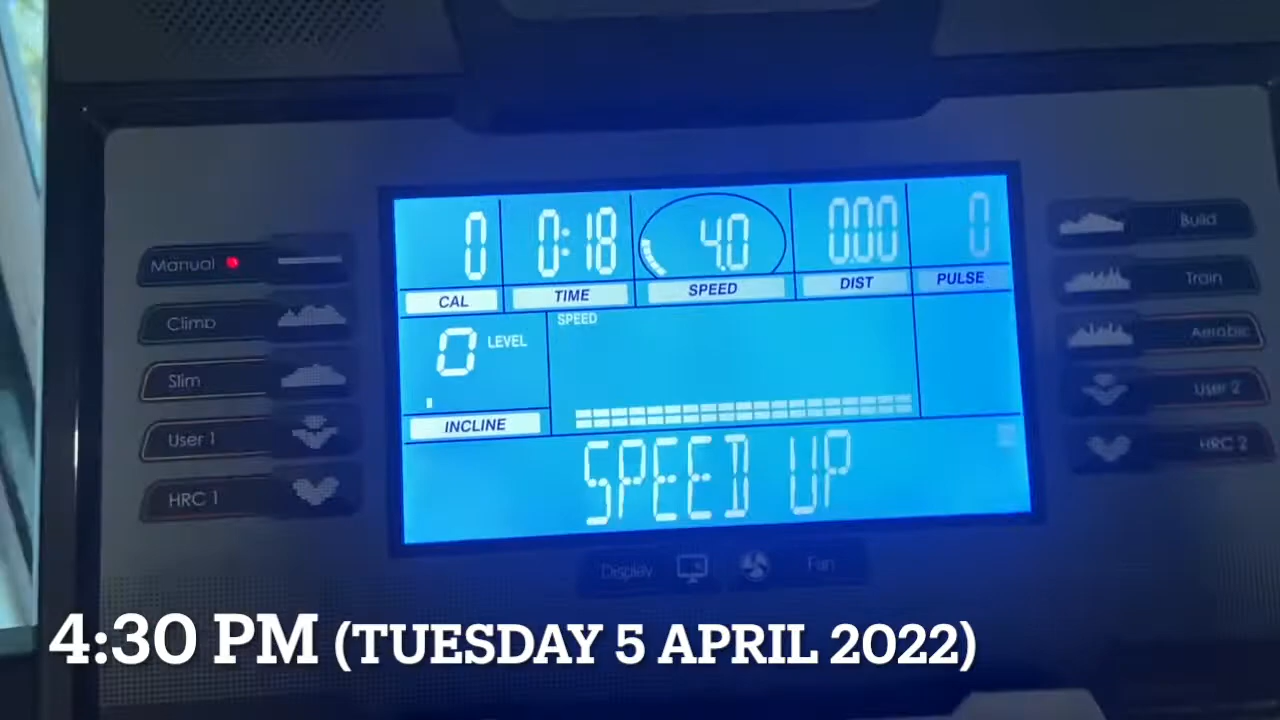 0 0:18 4.0 0.00 0
CAL TIME SPEED DIST PULSE
0 LEVEL
SPEED
INCLINE
SPEED UP
Manual
Climb
Slim
User 1
HRC 1
Build
Train
Aerobic
User 2
HRC 2
Display Fan
4:30 PM (TUESDAY 5 APRIL 2022)